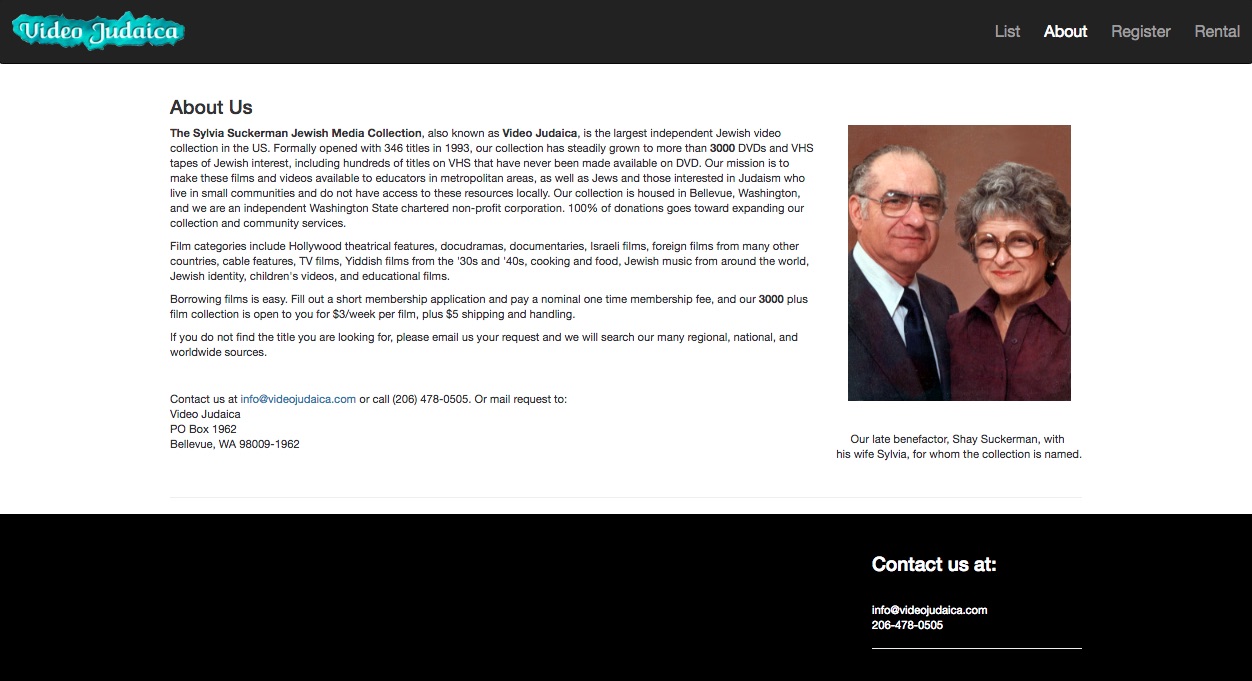 Video Judaica
List About Register Rental
About Us
The Sylvia Suckerman Jewish Media Collection, also known as Video Judaica, is the largest independent Jewish video
collection in the US. Formally opened with 346 titles in 1993, our collection has steadily grown to more than 3000 DVDs and VHS
tapes of Jewish interest, including hundreds of titles on VHS that have never been made available on DVD. Our mission is to
make these films and videos available to educators in metropolitan areas, as well as Jews and those interested in Judaism who
live in small communities and do not have access to these resources locally. Our collection is housed in Bellevue, Washington,
and we are an independent Washington State chartered non-profit corporation. 100% of donations goes toward expanding our
collection and community services.
Film categories include Hollywood theatrical features, docudramas, documentaries, Israeli films, foreign films from many other
countries, cable features, TV films, Yiddish films from the '30s and '40s, cooking and food, Jewish music from around the world,
Jewish identity, children's videos, and educational films.
Borrowing films is easy. Fill out a short membership application and pay a nominal one time membership fee, and our 3000 plus
film collection is open to you for $3/week per film, plus $5 shipping and handling.
If you do not find the title you are looking for, please email us your request and we will search our many regional, national, and
worldwide sources.
Contact us at info@videojudaica.com or call (206) 478-0505. Or mail request to:
Video Judaica
PO Box 1962
Bellevue, WA 98009-1962
Our late benefactor, Shay Suckerman, with
his wife Sylvia, for whom the collection is named.
Contact us at:
info@videojudaica.com
206-478-0505